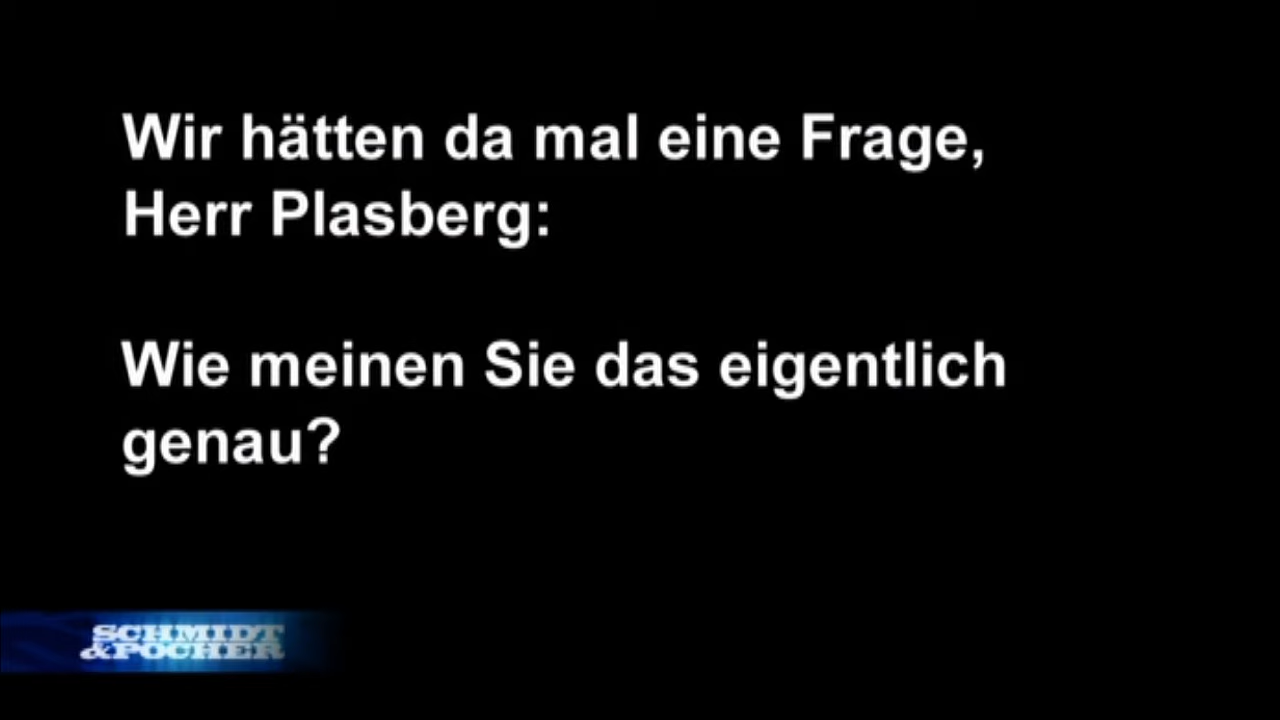 Wir hätten da mal eine Frage,
Herr Plasberg:
Wie meinen Sie das eigentlich
genau?
SCHMIDT
&POCHER